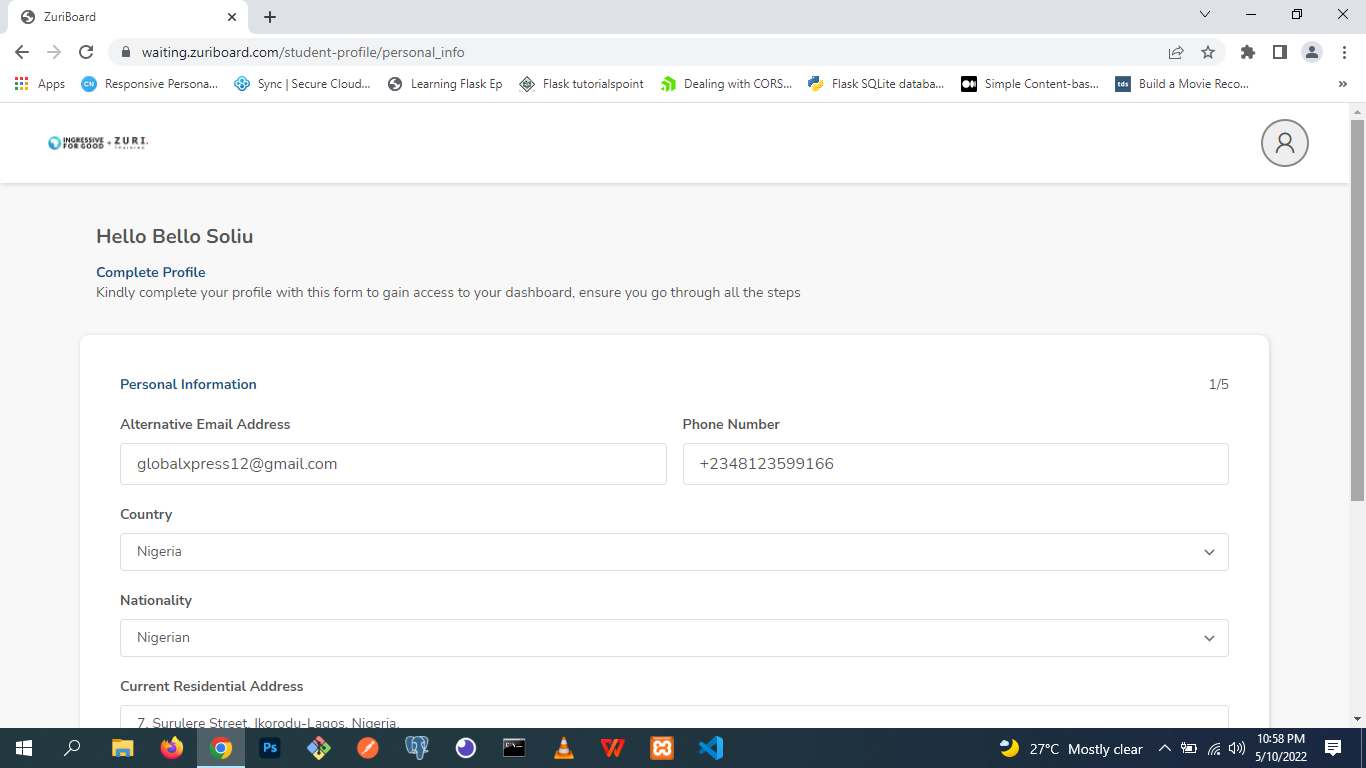 ZuriBoard
waiting.zuriboard.com/student-profile/personal_info
Apps
CN Responsive Persona...
Sync | Secure Cloud...
Learning Flask Ep
Flask tutorialspoint
Dealing with CORS...
Flask SQLite databa...
Simple Content-bas...
tds Build a Movie Reco...
»
INGRESSIVE FOR GOOD + ZURI. TRAINING
Hello Bello Soliu
Complete Profile
Kindly complete your profile with this form to gain access to your dashboard, ensure you go through all the steps
Personal Information 1/5
Alternative Email Address Phone Number
globalxpress12@gmail.com +2348123599166
Country
Nigeria
Nationality
Nigerian
Current Residential Address
7, Surulere Street, Ikorodu-Lagos, Nigeria.
Ps
27°C Mostly clear
10:58 PM
5/10/2022